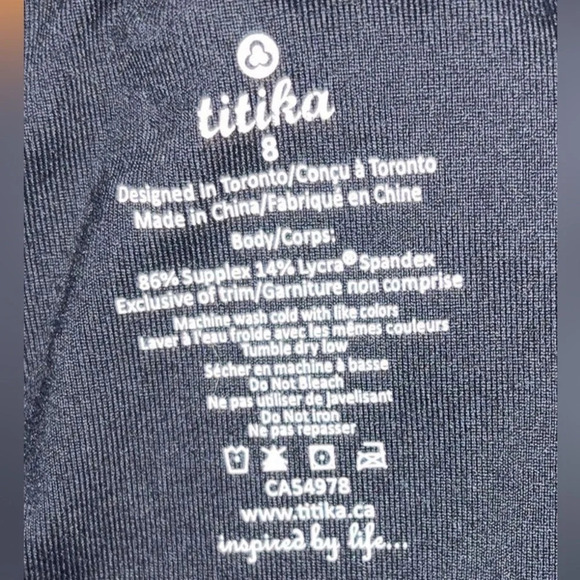 titika
8
Designed in Toronto/Conçu à Toronto
Made in China/Fabriqué en Chine
Body/Corps:
86% Supplex 14% Lycra® Spandex
Exclusive of trim/Garniture non comprise
Machine wash cold with like colors
Laver à l'eau froide avec les mêmes couleurs
Tumble dry low
Sécher en machine à basse
Do Not Bleach
Ne pas utiliser de javelisant
Do Not Iron
Ne pas repasser
CA54978
www.titika.ca
inspired by life...